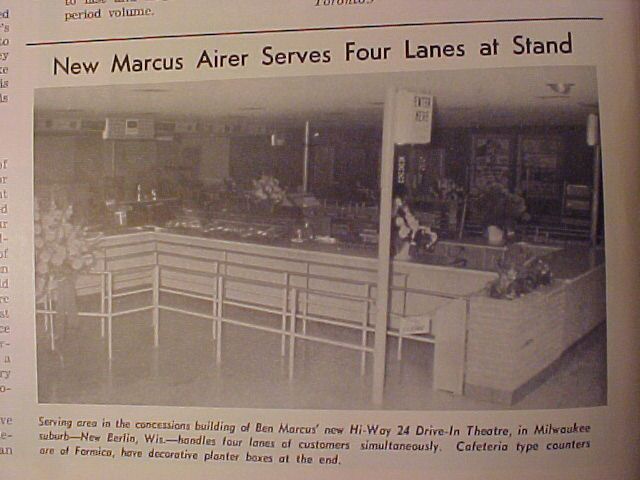 period volume.
New Marcus Airer Serves Four Lanes at Stand
ENTER
HERE
Serving area in the concessions building of Ben Marcus' new Hi-Way 24 Drive-In Theatre, in Milwaukee
suburb—New Berlin, Wis.—handles four lanes of customers simultaneously. Cafeteria type counters
are of Formica, have decorative planter boxes at the end.